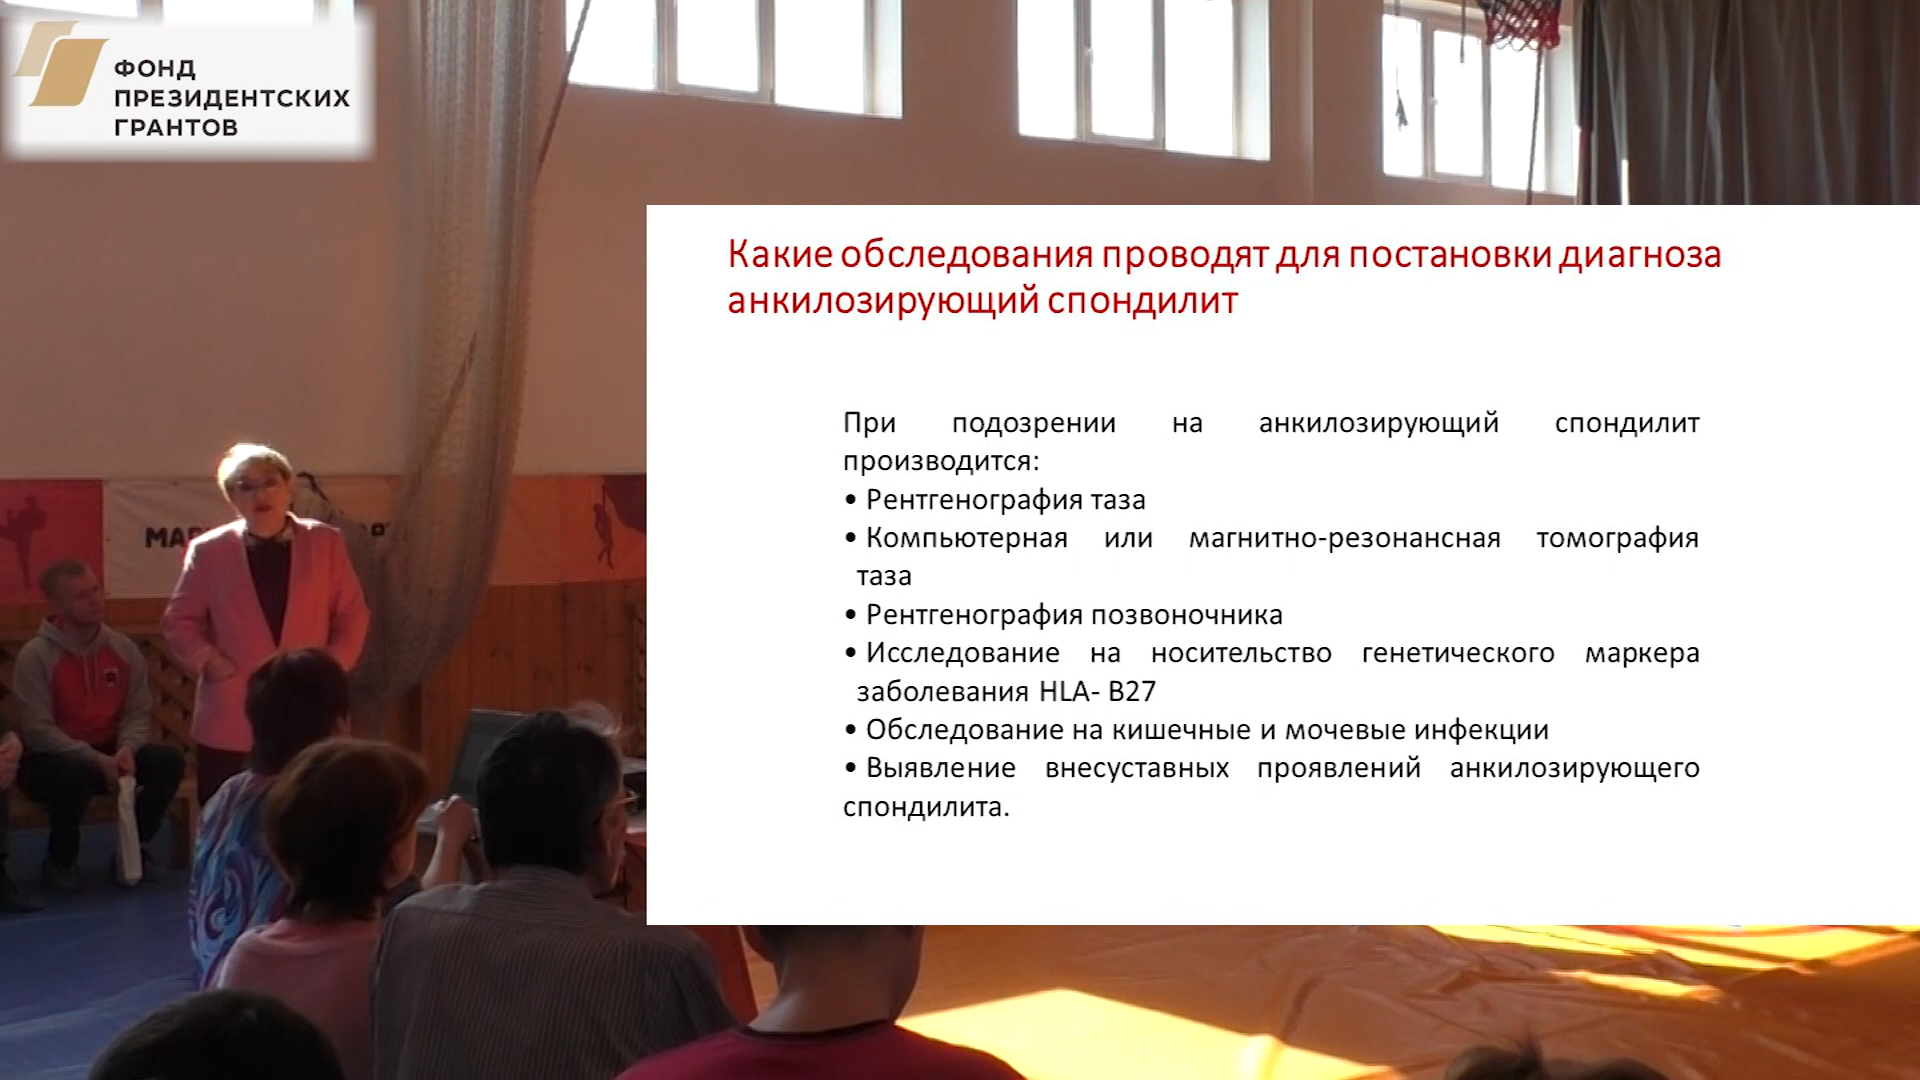 ФОНД
ПРЕЗИДЕНТСКИХ
ГРАНТОВ
Какие обследования проводят для постановки диагноза
анкилозирующий спондилит
При подозрении на анкилозирующий спондилит
производится:
• Рентгенография таза
• Компьютерная или магнитно-резонансная томография
таза
• Рентгенография позвоночника
• Исследование на носительство генетического маркера
заболевания HLA- B27
• Обследование на кишечные и мочевые инфекции
• Выявление внесуставных проявлений анкилозирующего
спондилита.